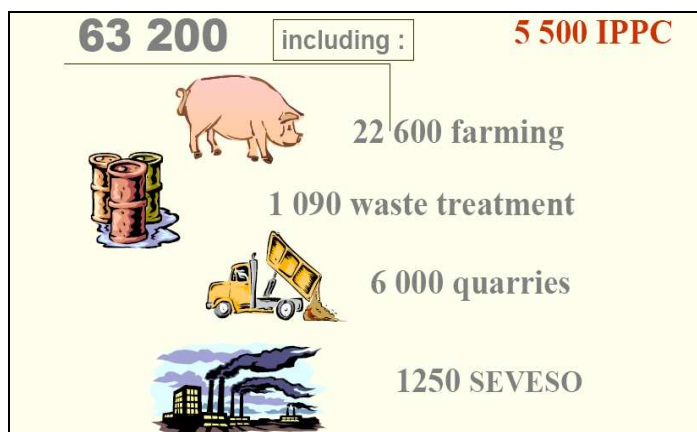 63 200 including : 5 500 IPPC
22 600 farming
1 090 waste treatment
6 000 quarries
1250 SEVESO